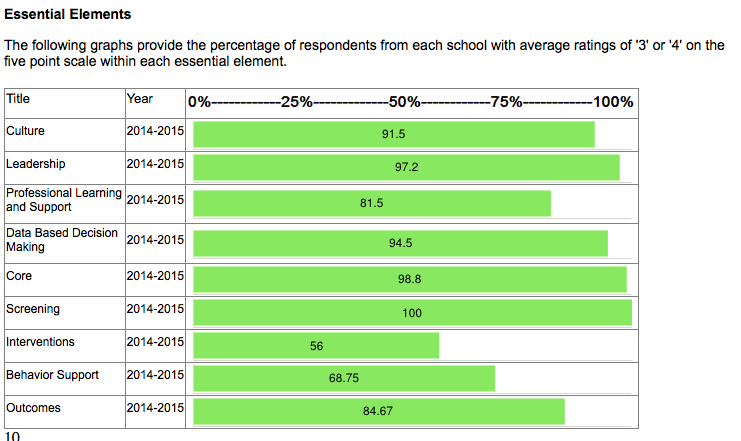 Essential Elements
The following graphs provide the percentage of respondents from each school with average ratings of '3' or '4' on the
five point scale within each essential element.
Title Year 0%------------25%-------------50%------------75%------------100%
Culture 2014-2015 91.5
Leadership 2014-2015 97.2
Professional Learning
and Support 2014-2015 81.5
Data Based Decision
Making 2014-2015 94.5
Core 2014-2015 98.8
Screening 2014-2015 100
Interventions 2014-2015 56
Behavior Support 2014-2015 68.75
Outcomes 2014-2015 84.67
10